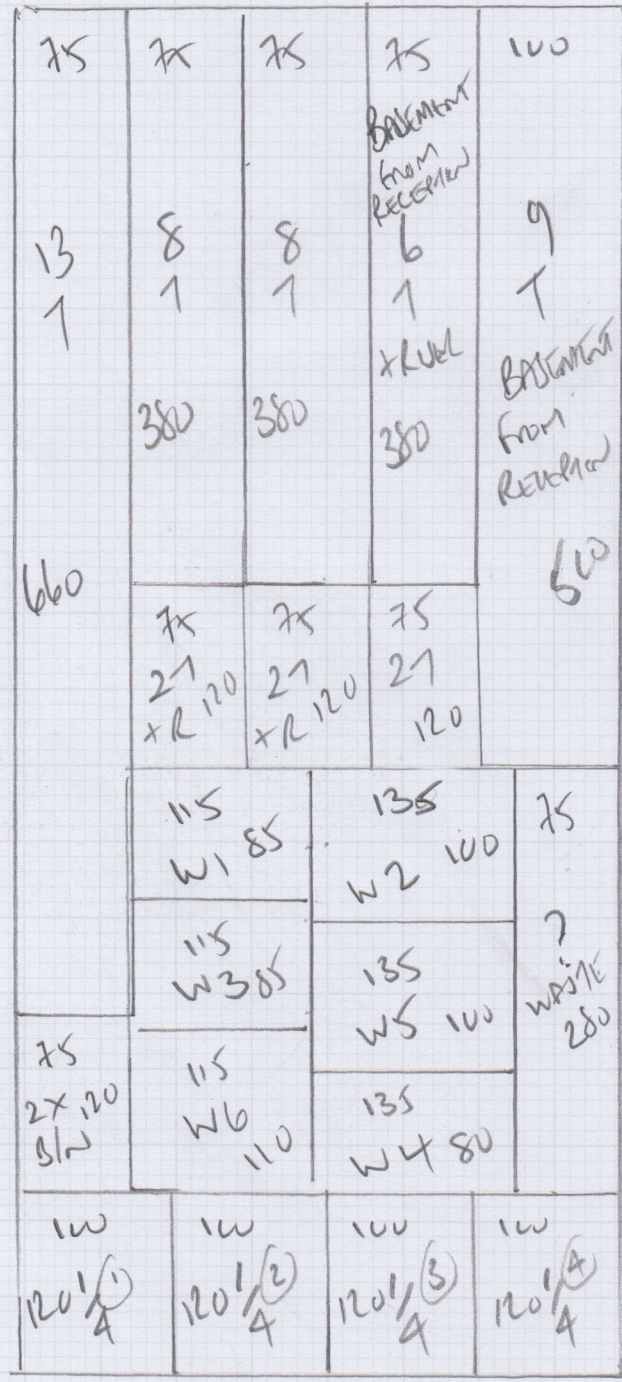 75
13
1
660
75
8
1
380
75
8
1
380
75
BASEMENT
FROM
RECEPTION
6
1
+RUEL
380
100
9
1
BASEMENT
FROM
RECEPTION
75
21
+R 120
75
21
+R 120
75
21
120
115
W1 85
135
W2 100
75
?
WASTE
280
115
W3 85
135
W5 100
75
2X 120
BIN
115
W6
110
135
W4 80
100
120 1/4 1
100
120 1/4 2
100
120 1/4 3
100
120 1/4 4